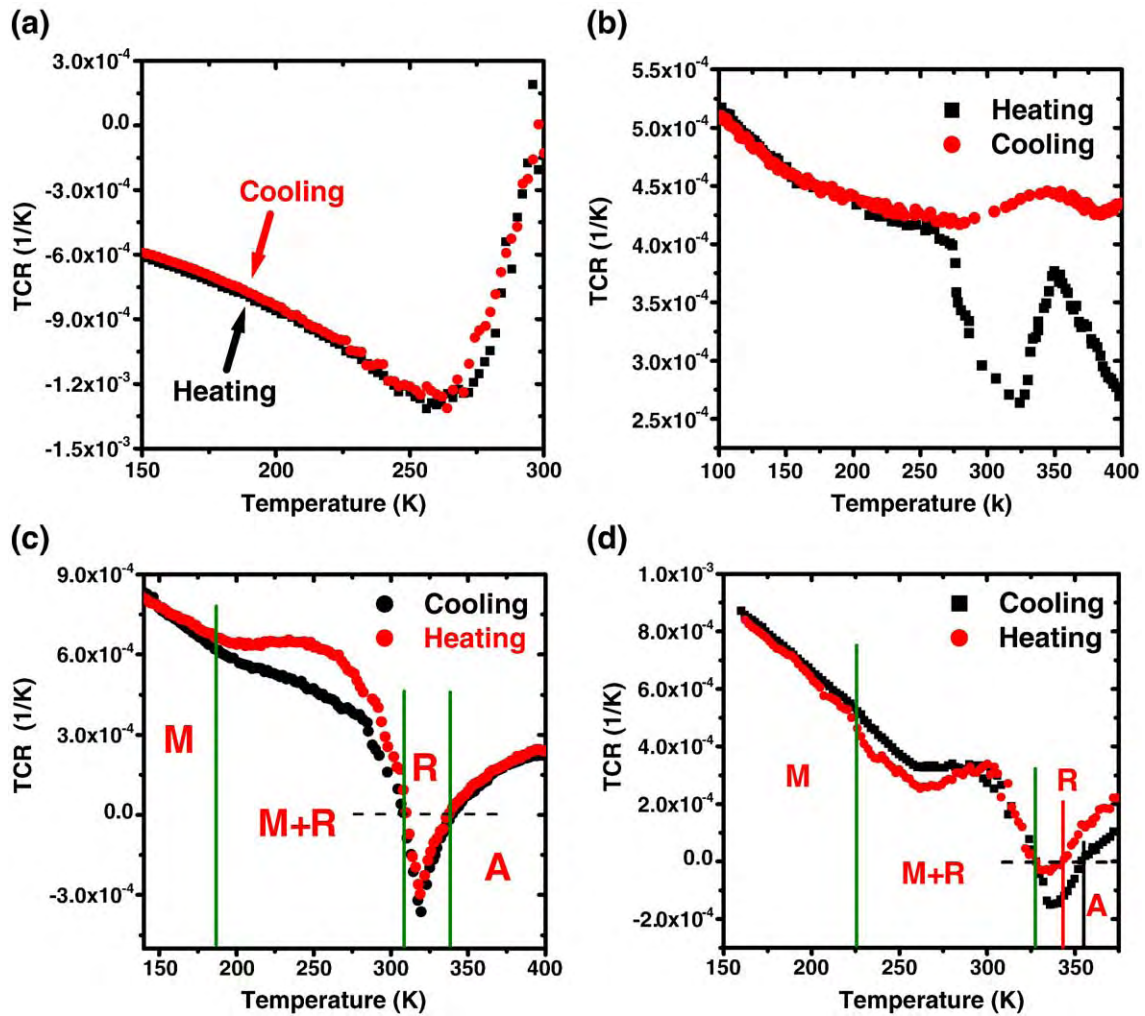 (a)
3.0x10⁻⁴
0.0
-3.0x10⁻⁴
-6.0x10⁻⁴
-9.0x10⁻⁴
-1.2x10⁻³
-1.5x10⁻³
TCR (1/K)
Cooling
Heating
150 200 250 300
Temperature (K)
(b)
5.5x10⁻⁴
5.0x10⁻⁴
4.5x10⁻⁴
4.0x10⁻⁴
3.5x10⁻⁴
3.0x10⁻⁴
2.5x10⁻⁴
TCR (1/K)
Heating
Cooling
100 150 200 250 300 350 400
Temperature (k)
(c)
9.0x10⁻⁴
6.0x10⁻⁴
3.0x10⁻⁴
0.0
-3.0x10⁻⁴
TCR (1/K)
Cooling
Heating
M
R
M+R
A
150 200 250 300 350 400
Temperature (K)
(d)
1.0x10⁻³
8.0x10⁻⁴
6.0x10⁻⁴
4.0x10⁻⁴
2.0x10⁻⁴
0.0
-2.0x10⁻⁴
TCR (1/K)
Cooling
Heating
M
R
M+R
A
150 200 250 300 350
Temperature (K)